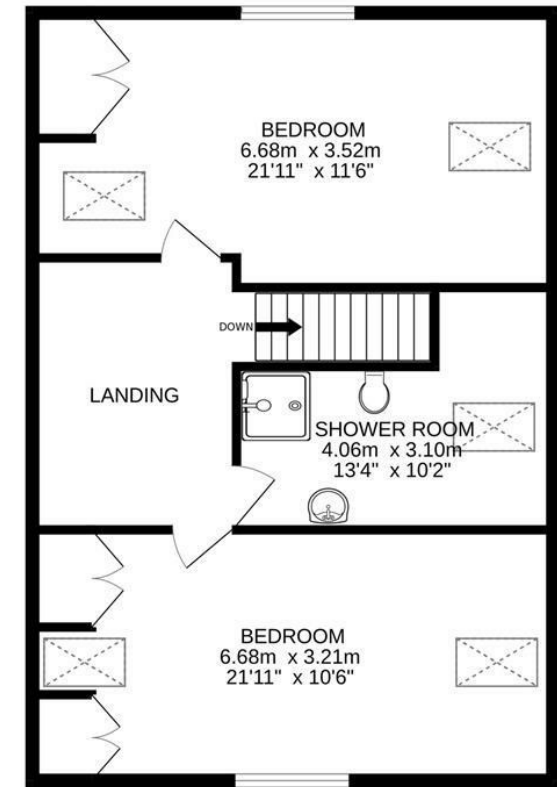 BEDROOM
6.68m x 3.52m
21'11" x 11'6"
DOWN
LANDING
SHOWER ROOM
4.06m x 3.10m
13'4" x 10'2"
BEDROOM
6.68m x 3.21m
21'11" x 10'6"